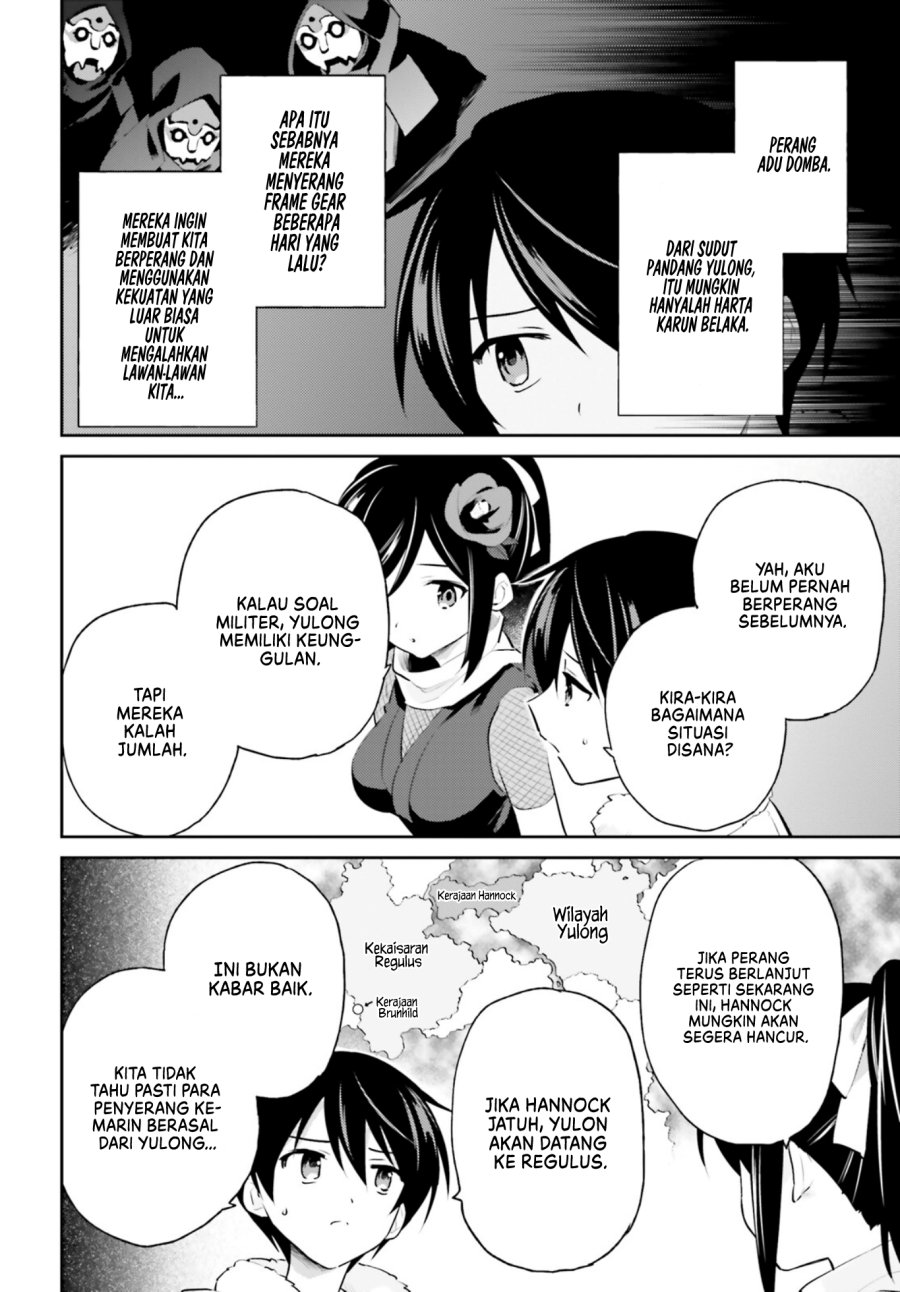 PERANG
ADU DOMBA.
DARI SUDUT
PANDANG YULONG,
ITU MUNGKIN
HANYALAH HARTA
KARUN BELAKA.
APA ITU
SEBABNYA
MEREKA
MENYERANG
FRAME GEAR
BEBERAPA
HARI YANG
LALU?
MEREKA INGIN
MEMBUAT KITA
BERPERANG DAN
MENGGUNAKAN
KEKUATAN YANG
LUAR BIASA
UNTUK
MENGALAHKAN
LAWAN-LAWAN
KITA...
YAH, AKU
BELUM PERNAH
BERPERANG
SEBELUMNYA.
KIRA-KIRA
BAGAIMANA
SITUASI
DISANA?
KALAU SOAL
MILITER, YULONG
MEMILIKI KEUNG-
GULAN.
TAPI
MEREKA
KALAH
JUMLAH.
JIKA PERANG
TERUS BERLANJUT
SEPERTI SEKARANG
INI, HANNOCK
MUNGKIN AKAN
SEGERA HANCUR.
Kerajaan Hannock
Wilayah
Yulong
Kekaisaran
Regulus
Kerajaan
Brunhild
JIKA HANNOCK
JATUH, YULON
AKAN DATANG
KE REGULUS.
INI BUKAN
KABAR BAIK.
KITA TIDAK
TAHU PASTI PARA
PENYERANG KE-
MARIN BERASAL
DARI YULONG...